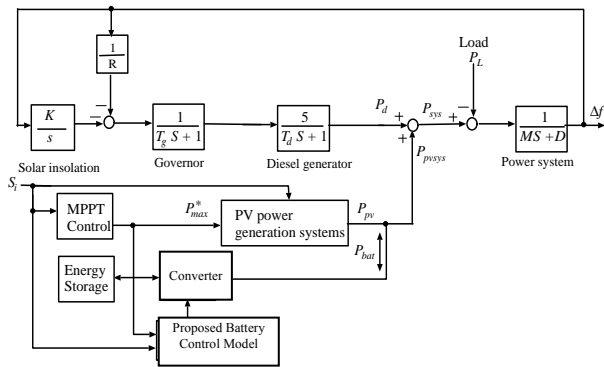 1
R
Load
P_L
K
s
1
T_g S + 1
5
T_d S + 1
P_d
P_sys
1
MS + D
Δf
Governor
Diesel generator
P_pvsys
Power system
Solar insolation
S_i
MPPT
Control
P*_max
PV power
generation systems
P_pv
P_bat
Energy
Storage
Converter
Proposed Battery
Control Model
− − − + + + −